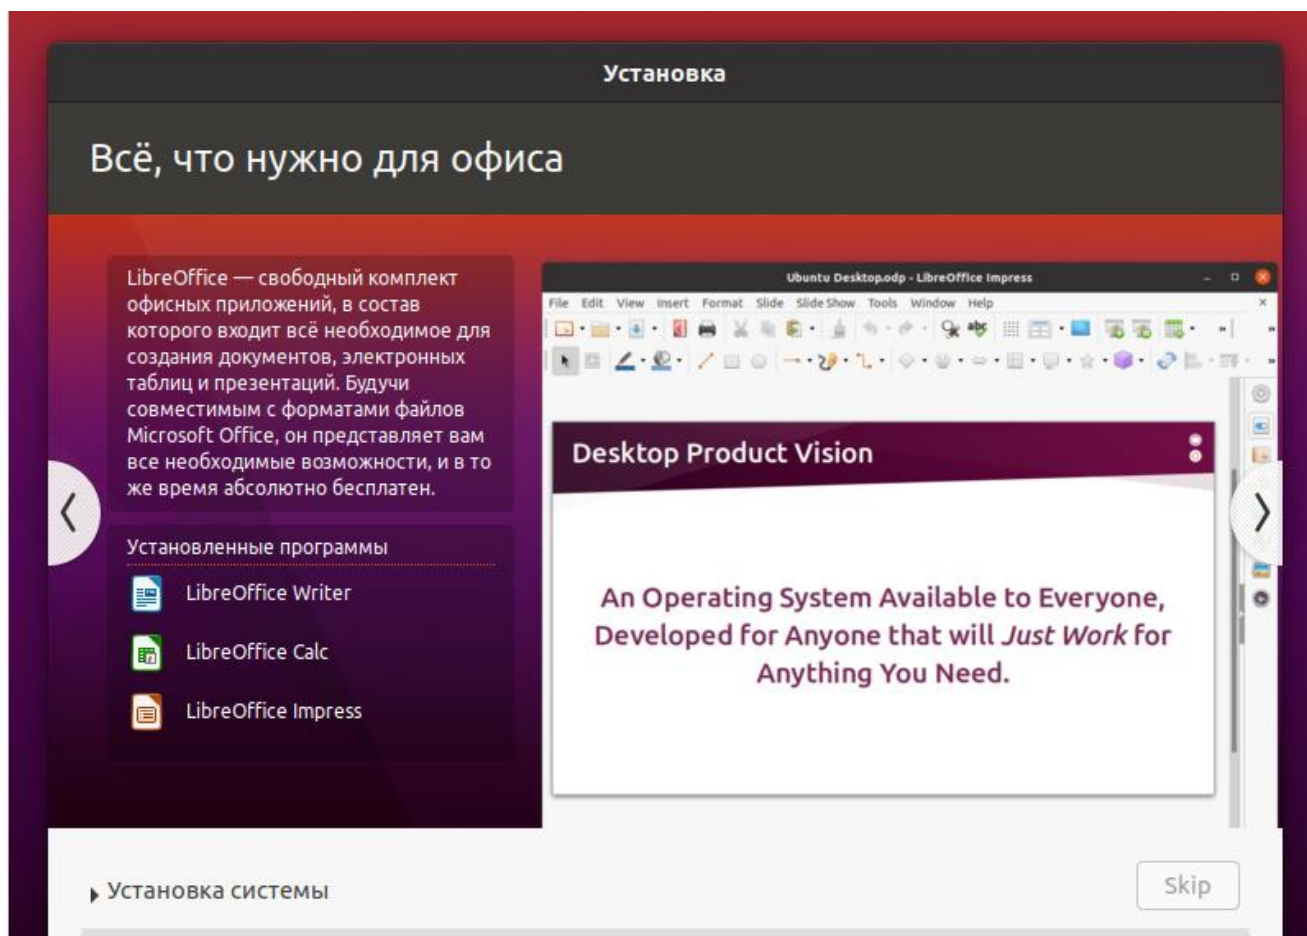 Установка
Всё, что нужно для офиса
LibreOffice — свободный комплект
офисных приложений, в состав
которого входит всё необходимое для
создания документов, электронных
таблиц и презентаций. Будучи
совместимым с форматами файлов
Microsoft Office, он представляет вам
все необходимые возможности, и в то
же время абсолютно бесплатен.
Установленные программы
LibreOffice Writer
LibreOffice Calc
LibreOffice Impress
Ubuntu Desktop.odp - LibreOffice Impress
File Edit View Insert Format Slide Slide Show Tools Window Help
Desktop Product Vision
An Operating System Available to Everyone,
Developed for Anyone that will Just Work for
Anything You Need.
Установка системы
Skip